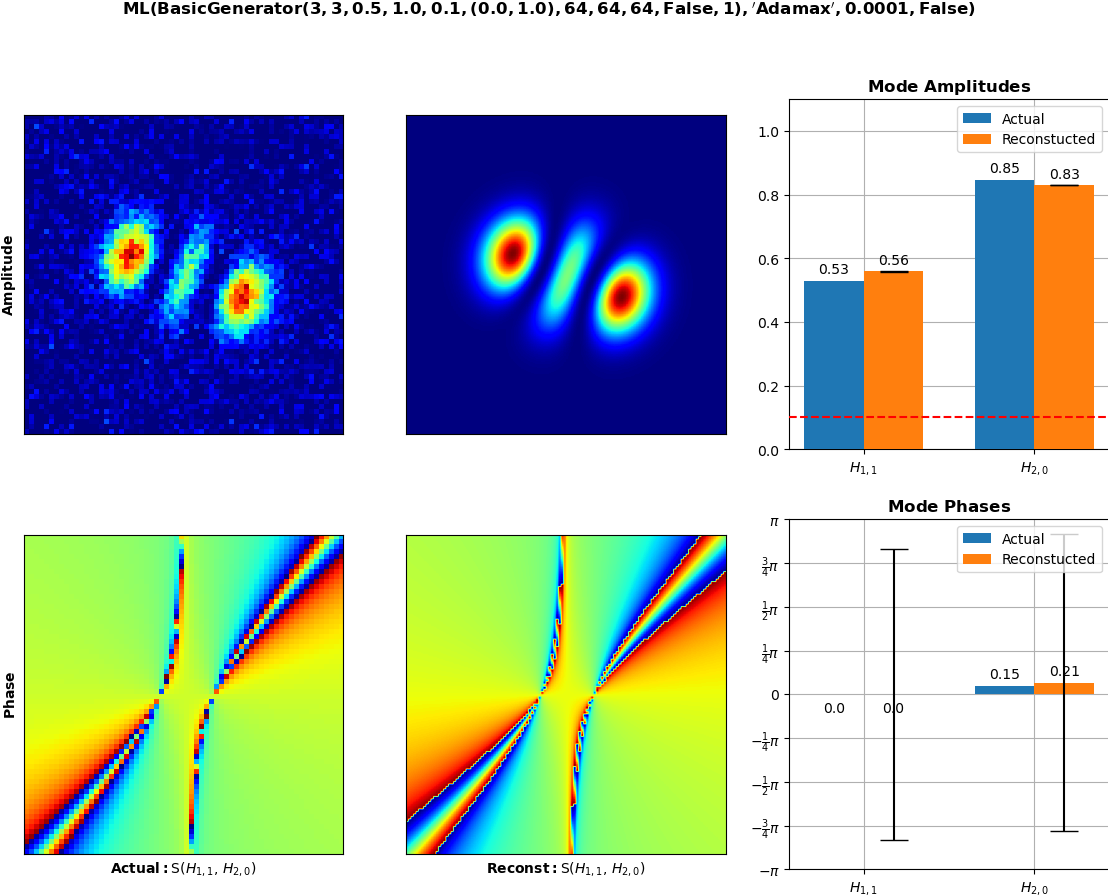 ML(BasicGenerator(3, 3, 0.5, 1.0, 0.1, (0.0, 1.0), 64, 64, 64, False, 1), ′Adamax′, 0.0001, False)
Amplitude
Mode Amplitudes
Actual
Reconstucted
1.0
0.8
0.6
0.4
0.2
0.0
0.53
0.56
0.85
0.83
H1, 1
H2, 0
Phase
Actual: S(H1, 1, H2, 0)
Reconst: S(H1, 1, H2, 0)
Mode Phases
Actual
Reconstucted
π
3/4π
1/2π
1/4π
0
−1/4π
−1/2π
−3/4π
−π
0.0
0.0
0.15
0.21
H1, 1
H2, 0